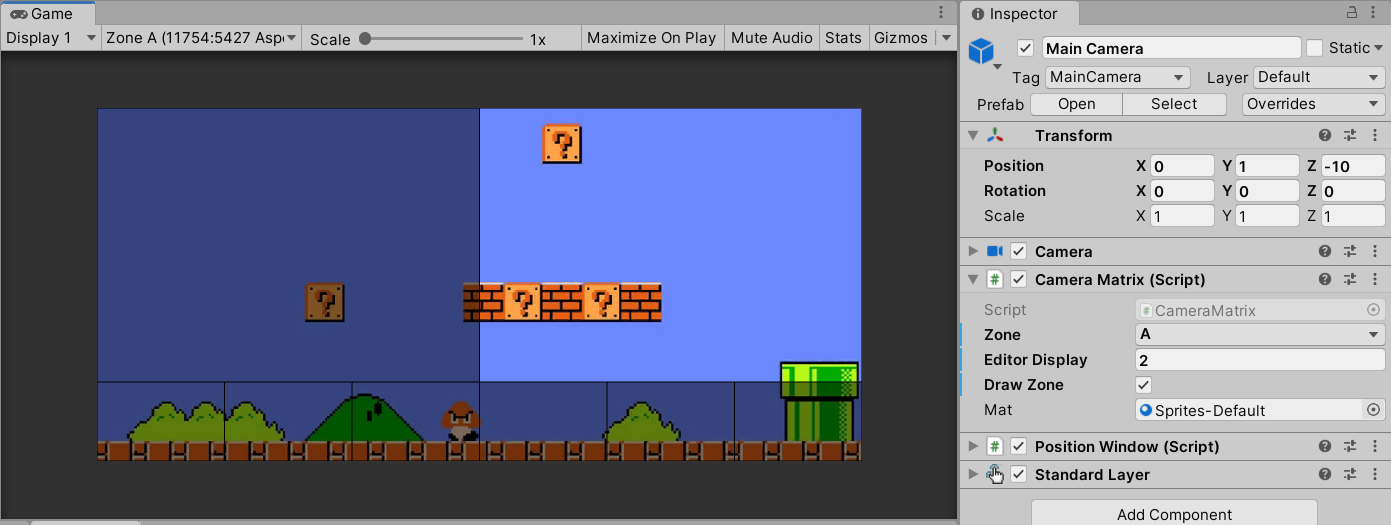 Game
Display 1 Zone A (11754:5427 Asp Scale 1x Maximize On Play Mute Audio Stats Gizmos
? 
?
? ?
Inspector
Main Camera Static
Tag MainCamera Layer Default
Prefab Open Select Overrides
Transform
Position X 0 Y 1 Z -10
Rotation X 0 Y 0 Z 0
Scale X 1 Y 1 Z 1
Camera
# Camera Matrix (Script)
Script # CameraMatrix
Zone A
Editor Display 2
Draw Zone
Mat Sprites-Default
# Position Window (Script)
Standard Layer
Add Component